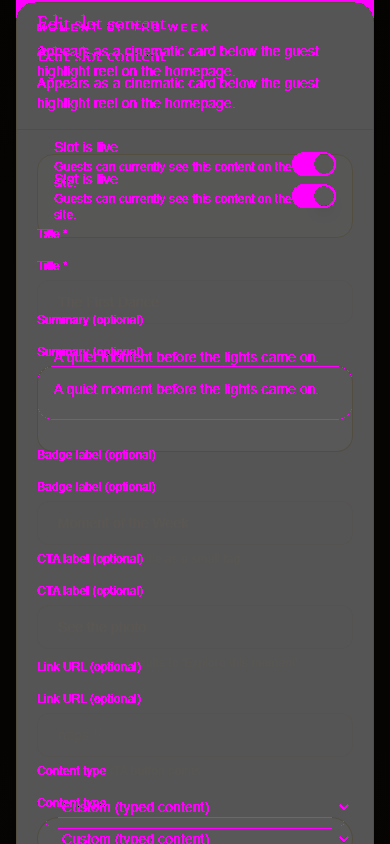 Edit slot content
MOMENT OF THE WEEK
Appears as a cinematic card below the guest
Edit slot content
highlight reel on the homepage.
Appears as a cinematic card below the guest
highlight reel on the homepage.
Slot is live
Guests can currently see this content on the
site.
Slot is live
Guests can currently see this content on the
site.
Title *
Title *
Summary (optional)
Summary (optional)
A quiet moment before the lights came on.
A quiet moment before the lights came on.
Badge label (optional)
Badge label (optional)
CTA label (optional)
CTA label (optional)
Link URL (optional)
Link URL (optional)
Content type
Content type
Custom (typed content)
Custom (typed content)